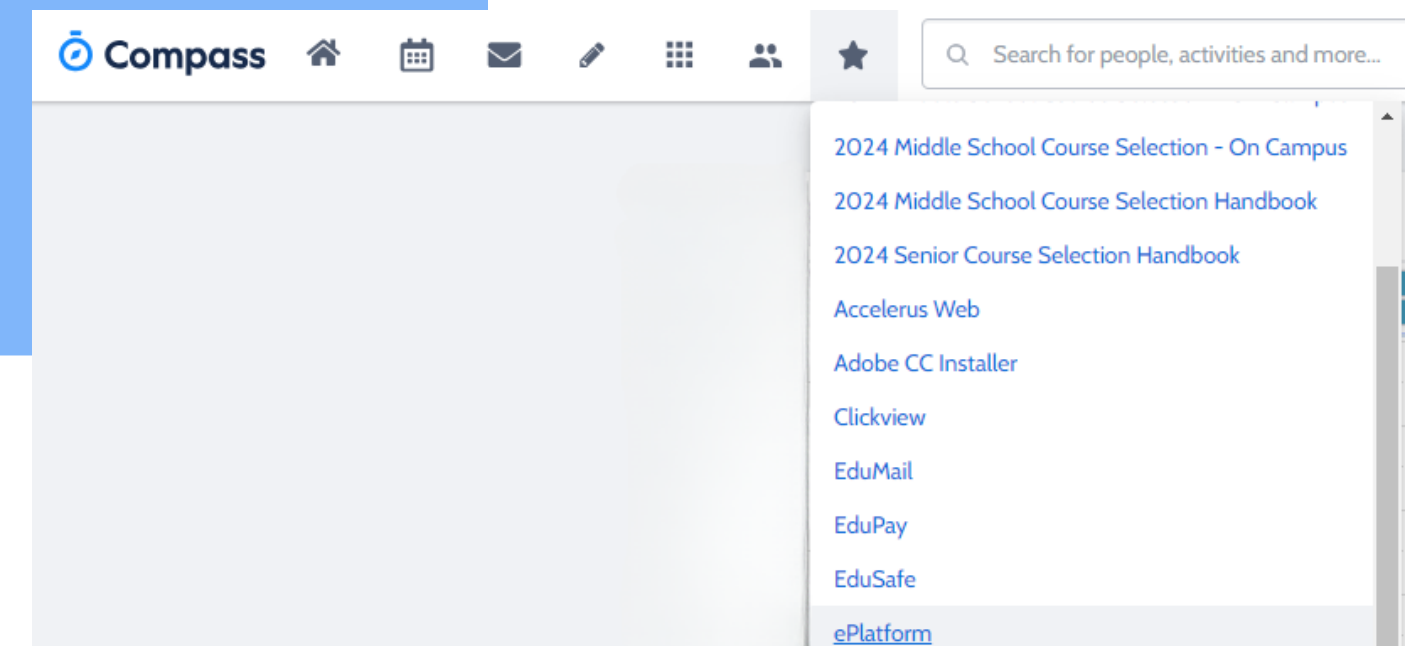 Compass
Search for people, activities and more...
2024 Middle School Course Selection - On Campus
2024 Middle School Course Selection Handbook
2024 Senior Course Selection Handbook
Accelerus Web
Adobe CC Installer
Clickview
EduMail
EduPay
EduSafe
ePlatform